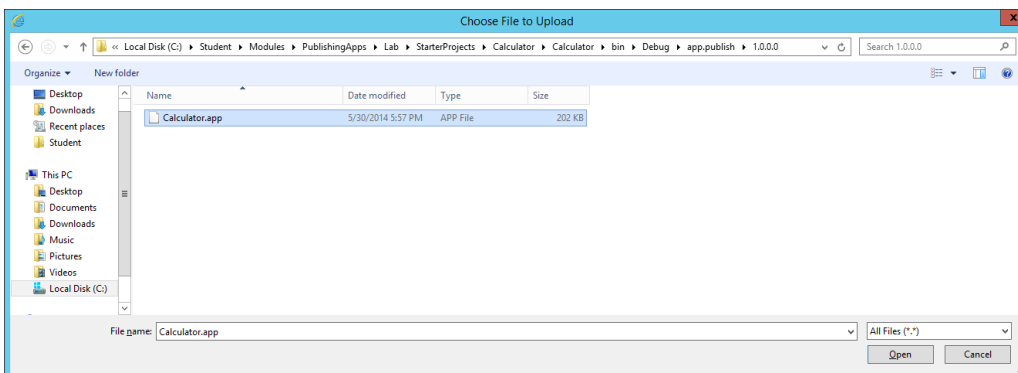 Choose File to Upload
x
« Local Disk (C:) ▸ Student ▸ Modules ▸ PublishingApps ▸ Lab ▸ StarterProjects ▸ Calculator ▸ Calculator ▸ bin ▸ Debug ▸ app.publish ▸ 1.0.0.0
Search 1.0.0.0
Organize New folder
Name Date modified Type Size
Calculator.app 5/30/2014 5:57 PM APP File 202 KB
Desktop
Downloads
Recent places
Student
This PC
Desktop
Documents
Downloads
Music
Pictures
Videos
Local Disk (C:)
File name: Calculator.app All Files (*.*)
Open Cancel